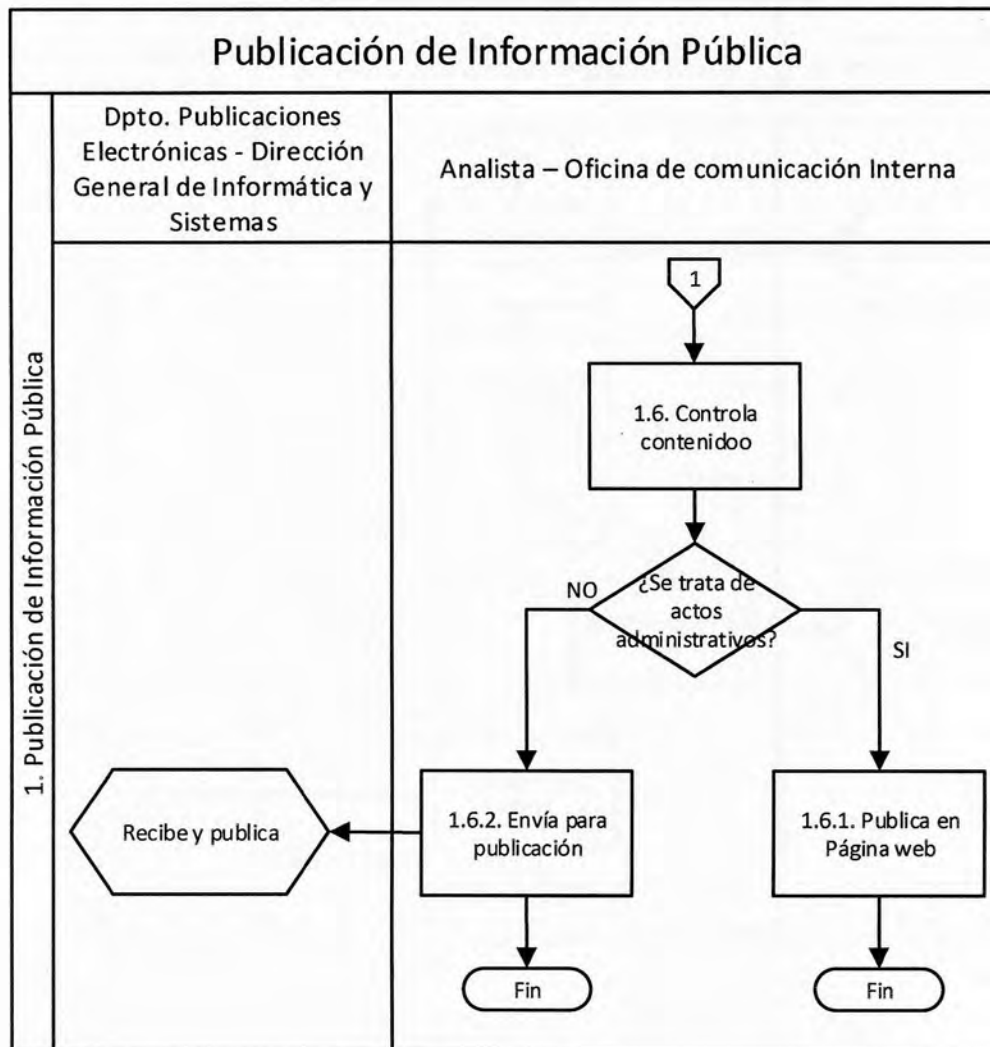 Publicación de Información Pública
Dpto. Publicaciones
Electrónicas - Dirección
General de Informática y
Sistemas
Analista – Oficina de comunicación Interna
1. Publicación de Información Pública
1
1.6. Controla
contenidoo
¿Se trata de
actos
administrativos?
NO
SI
Recibe y publica
1.6.2. Envía para
publicación
1.6.1. Publica en
Página web
Fin
Fin